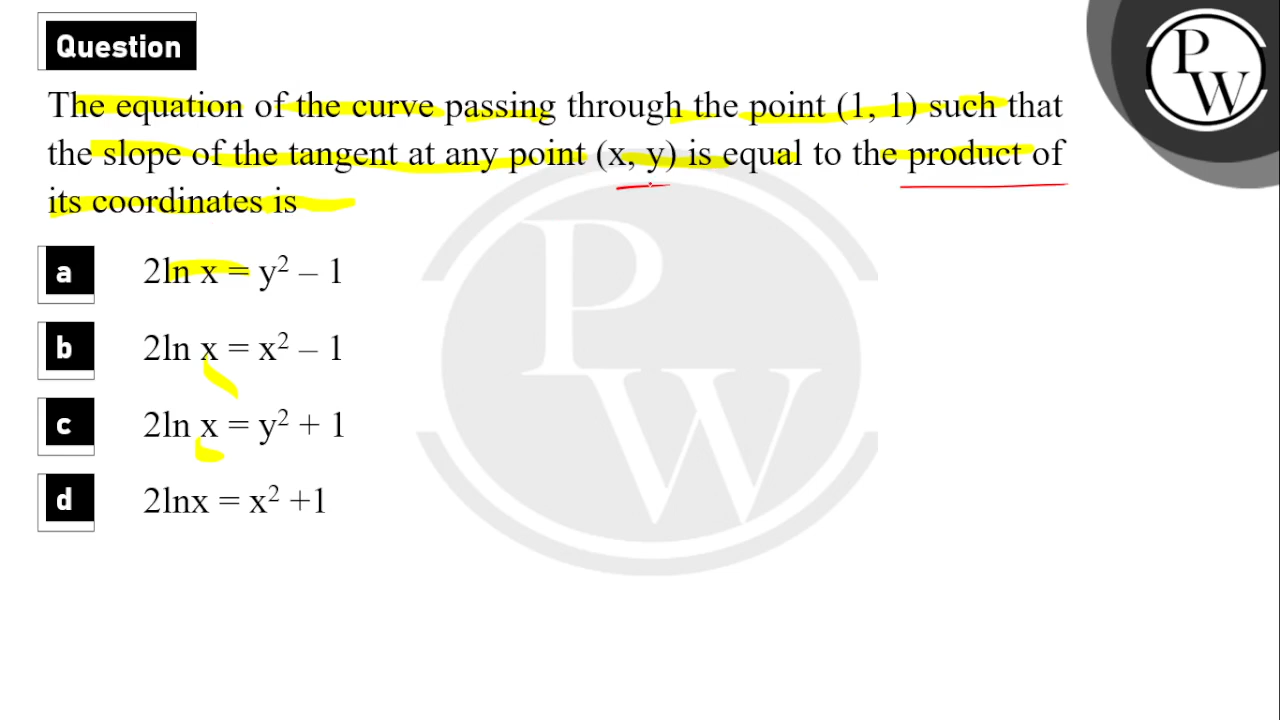 Question
The equation of the curve passing through the point (1, 1) such that
the slope of the tangent at any point (x, y) is equal to the product of
its coordinates is
a 2ln x = y² – 1
b 2ln x = x² – 1
c 2ln x = y² + 1
d 2lnx = x² +1
P
W
P
W